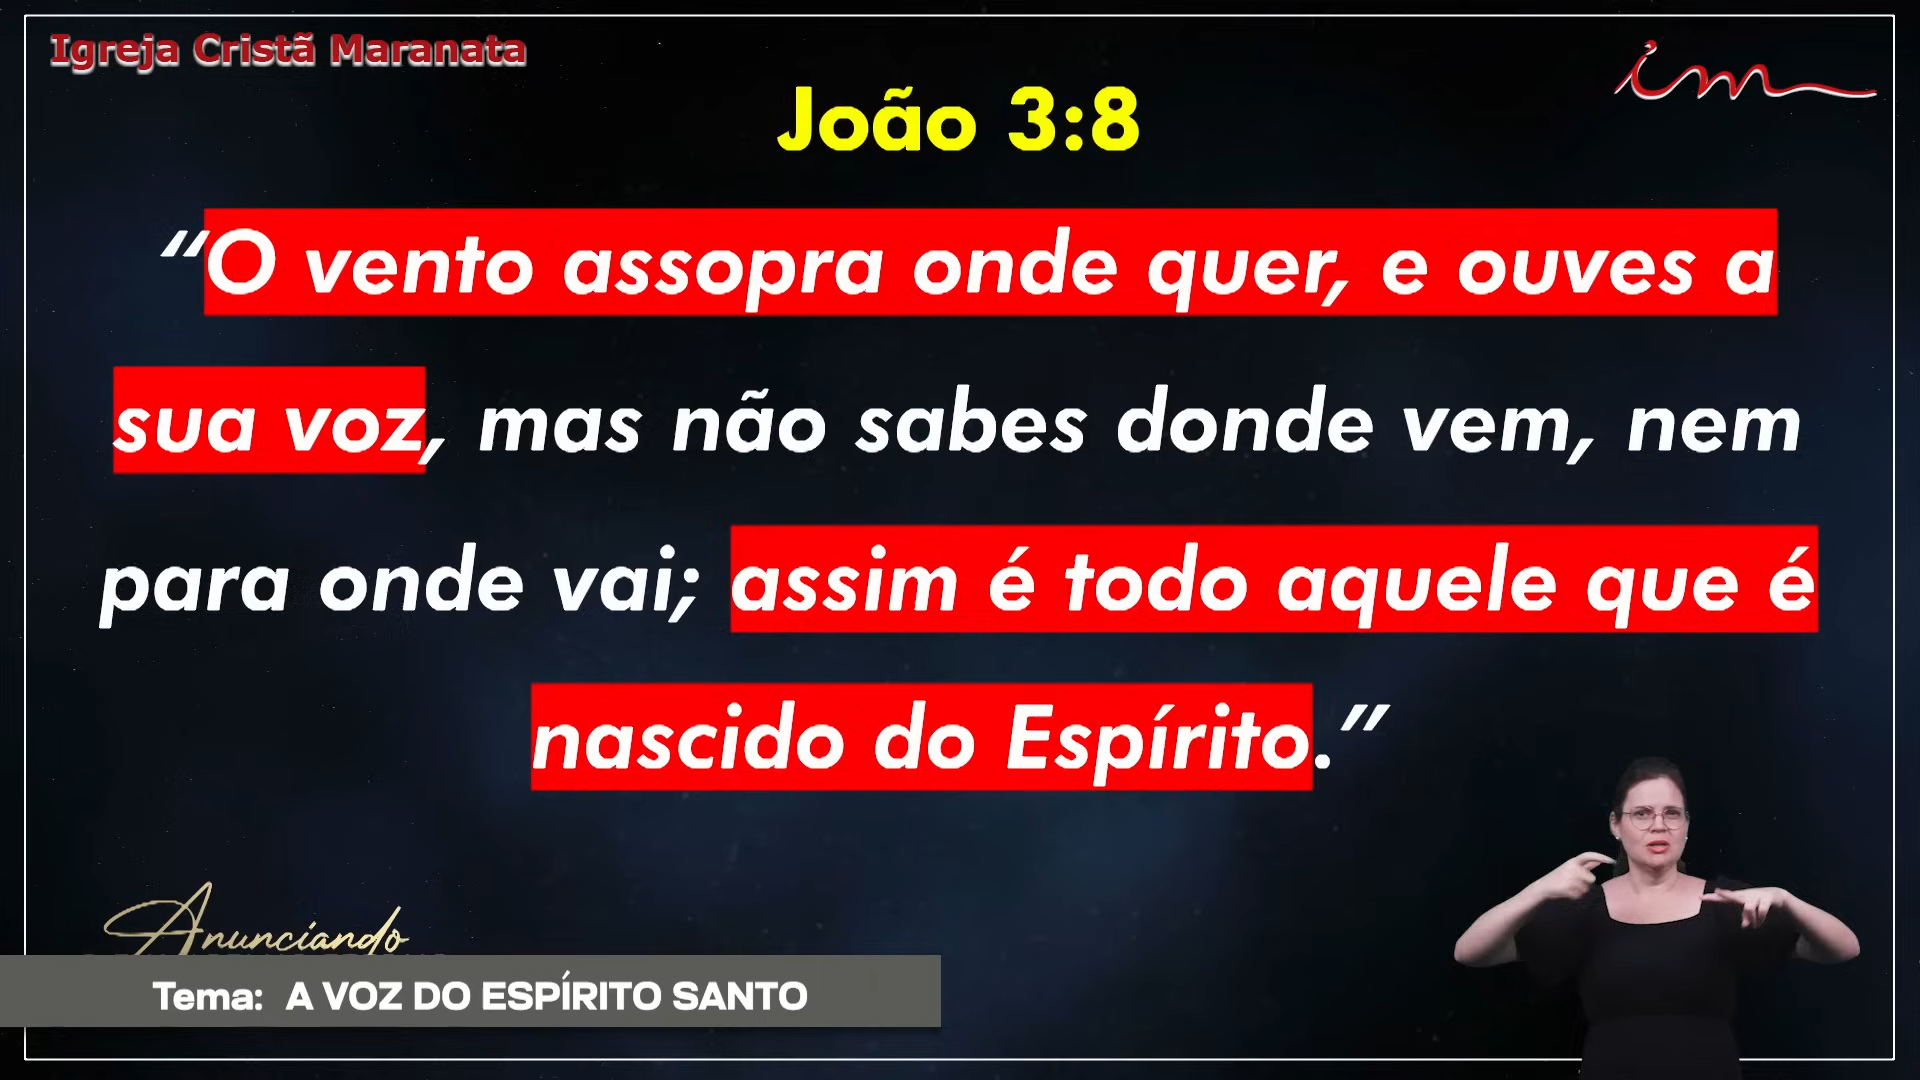 Igreja Cristã Maranata
im
João 3:8
“O vento assopra onde quer, e ouves a
sua voz, mas não sabes donde vem, nem
para onde vai; assim é todo aquele que é
nascido do Espírito.”
Anunciando
Tema: A VOZ DO ESPÍRITO SANTO